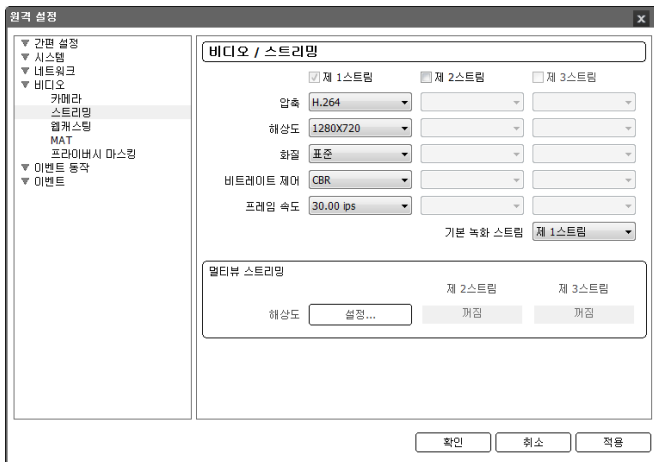 원격 설정
간편 설정
시스템
네트워크
비디오
카메라
스트리밍
웹캐스팅
MAT
프라이버시 마스킹
이벤트 동작
이벤트
비디오 / 스트리밍
제 1스트림 제 2스트림 제 3스트림
압축 H.264
해상도 1280X720
화질 표준
비트레이트 제어 CBR
프레임 속도 30.00 ips
기본 녹화 스트림 제 1스트림
멀티뷰 스트리밍
제 2스트림 제 3스트림
해상도 설정... 꺼짐 꺼짐
확인 취소 적용